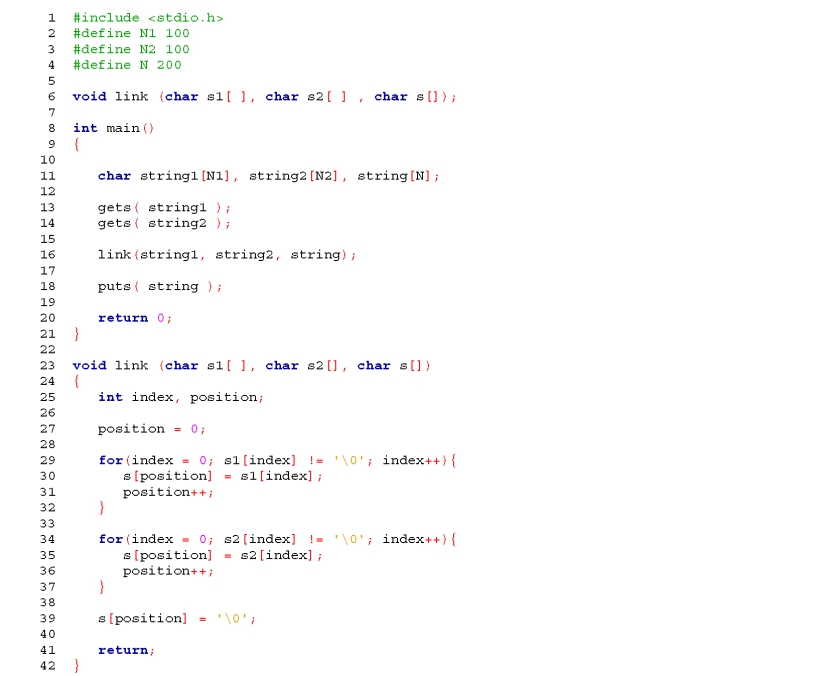 1 #include <stdio.h>
2 #define N1 100
3 #define N2 100
4 #define N 200
5
6 void link (char s1[ ], char s2[ ] , char s[]);
7
8 int main()
9 {
10
11 char string1[N1], string2[N2], string[N];
12
13 gets( string1 );
14 gets( string2 );
15
16 link(string1, string2, string);
17
18 puts( string );
19
20 return 0;
21 }
22
23 void link (char s1[ ], char s2[], char s[])
24 {
25 int index, position;
26
27 position = 0;
28
29 for(index = 0; s1[index] != '\0'; index++){
30 s[position] = s1[index];
31 position++;
32 }
33
34 for(index = 0; s2[index] != '\0'; index++){
35 s[position] = s2[index];
36 position++;
37 }
38
39 s[position] = '\0';
40
41 return;
42 }